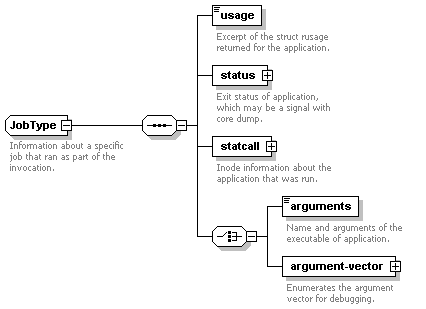 usage
Excerpt of the struct rusage
returned for the application.
status
Exit status of application,
which may be a signal with
core dump.
JobType
Information about a specific
job that ran as part of the
invocation.
statcall
Inode information about the
application that was run.
arguments
Name and arguments of the
executable of application.
argument-vector
Enumerates the argument
vector for debugging.